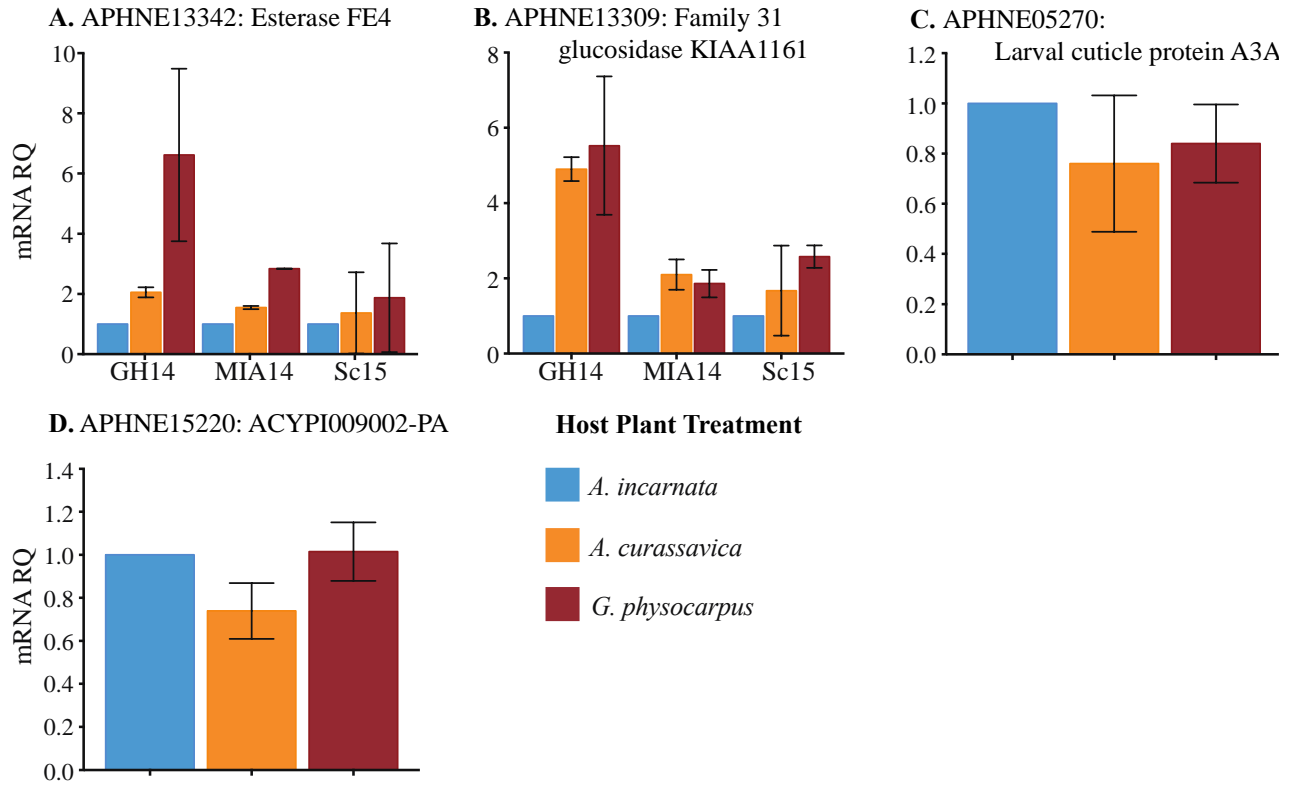 A. APHNE13342: Esterase FE4
10
8
6
4
2
0
mRNA RQ
GH14 MIA14 Sc15
B. APHNE13309: Family 31
glucosidase KIAA1161
8
6
4
2
0
GH14 MIA14 Sc15
C. APHNE05270:
Larval cuticle protein A3A
1.2
1.0
0.8
0.6
0.4
0.2
0.0
D. APHNE15220: ACYPI009002-PA
1.4
1.2
1.0
0.8
0.6
0.4
0.2
0.0
mRNA RQ
Host Plant Treatment
A. incarnata
A. curassavica
G. physocarpus